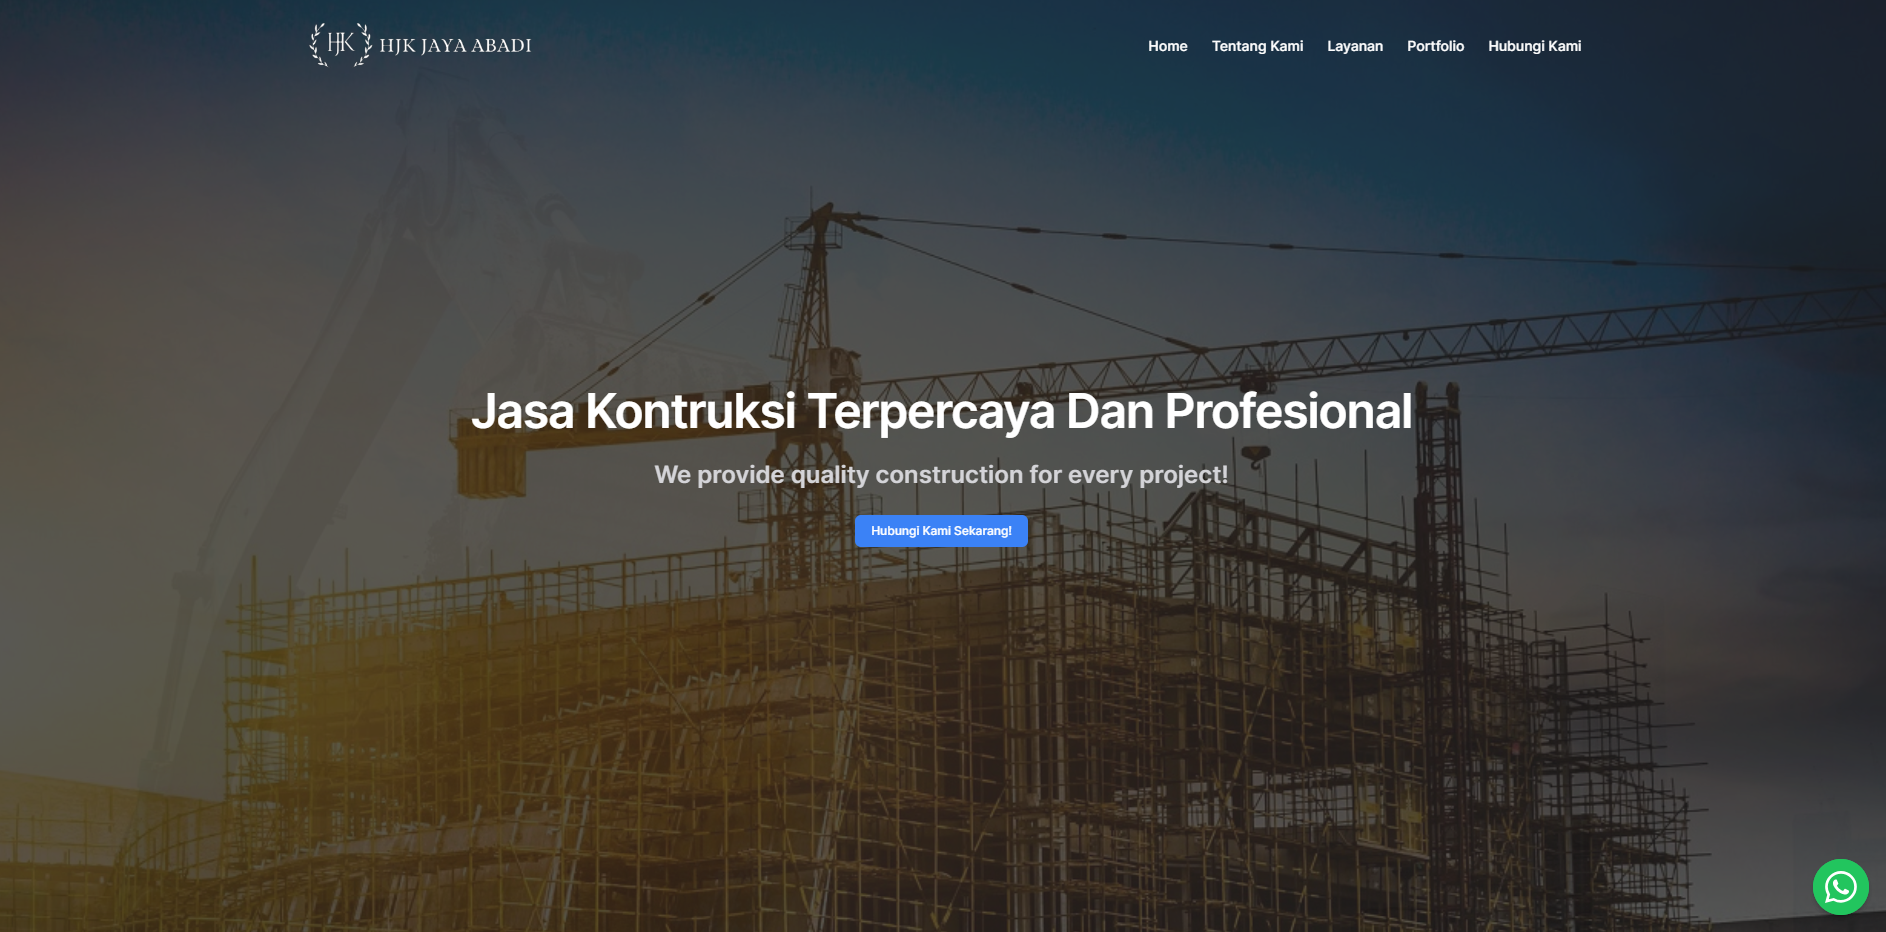 HJK HJK JAYA ABADI
Home Tentang Kami Layanan Portfolio Hubungi Kami
Jasa Kontruksi Terpercaya Dan Profesional
We provide quality construction for every project!
Hubungi Kami Sekarang!